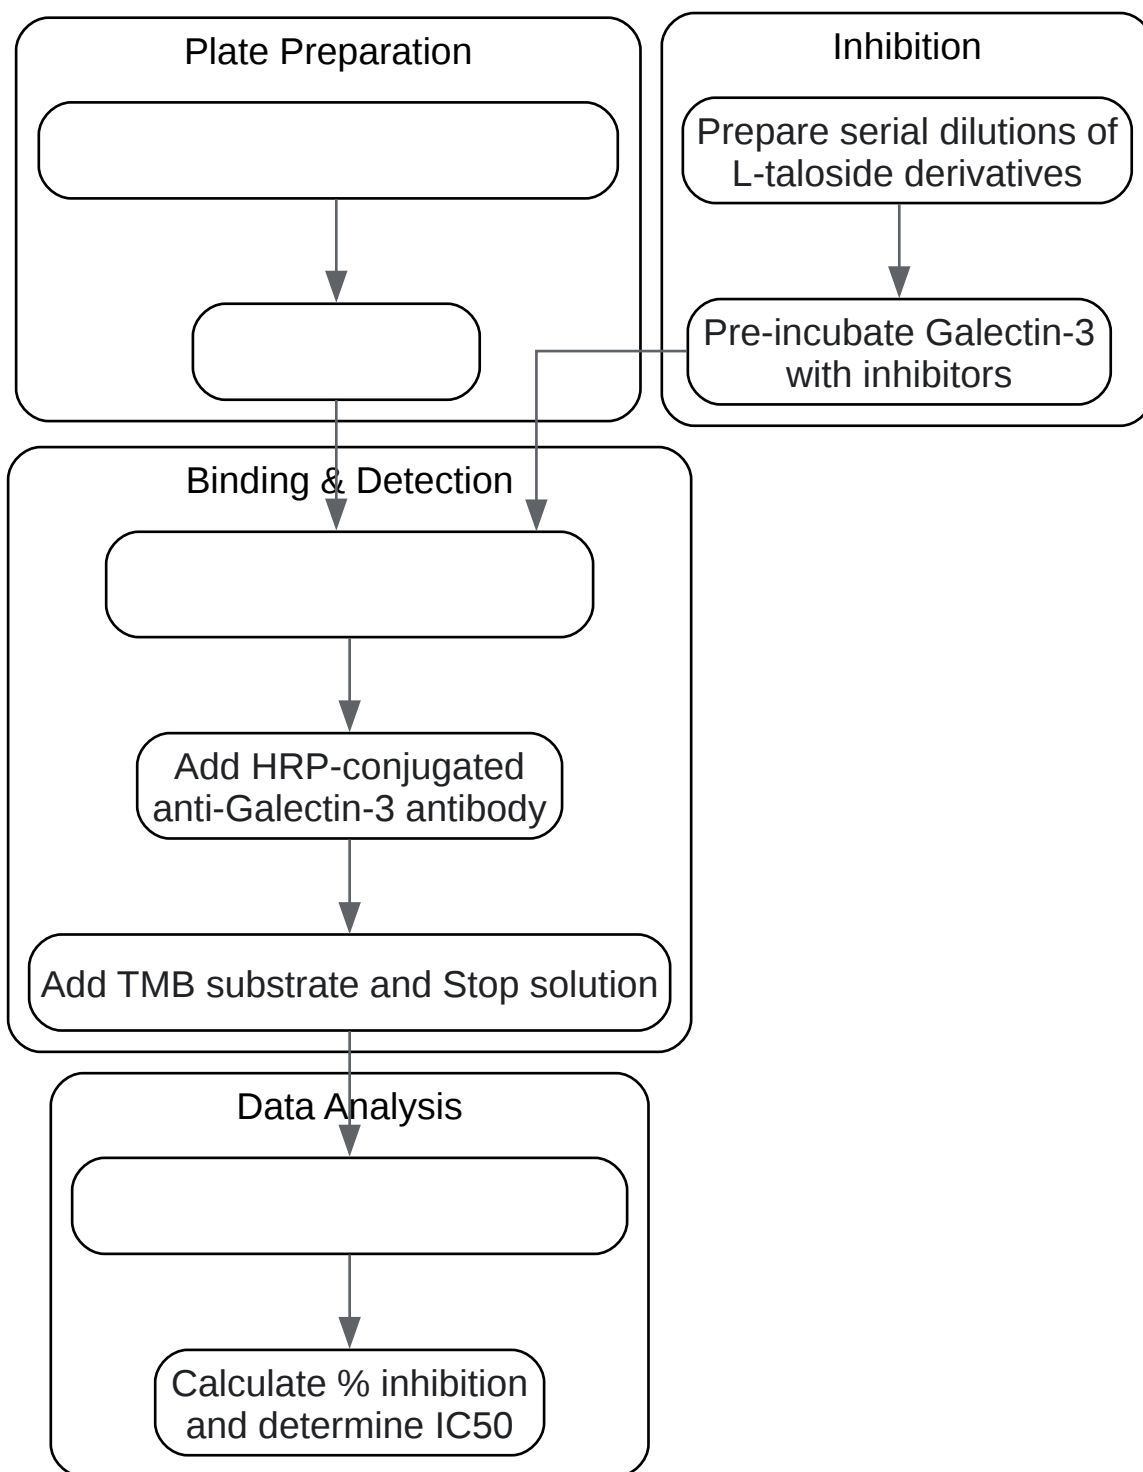 Plate Preparation
Inhibition
Prepare serial dilutions of
L-taloside derivatives
Pre-incubate Galectin-3
with inhibitors
Binding & Detection
Add HRP-conjugated
anti-Galectin-3 antibody
Add TMB substrate and Stop solution
Data Analysis
Calculate % inhibition
and determine IC50